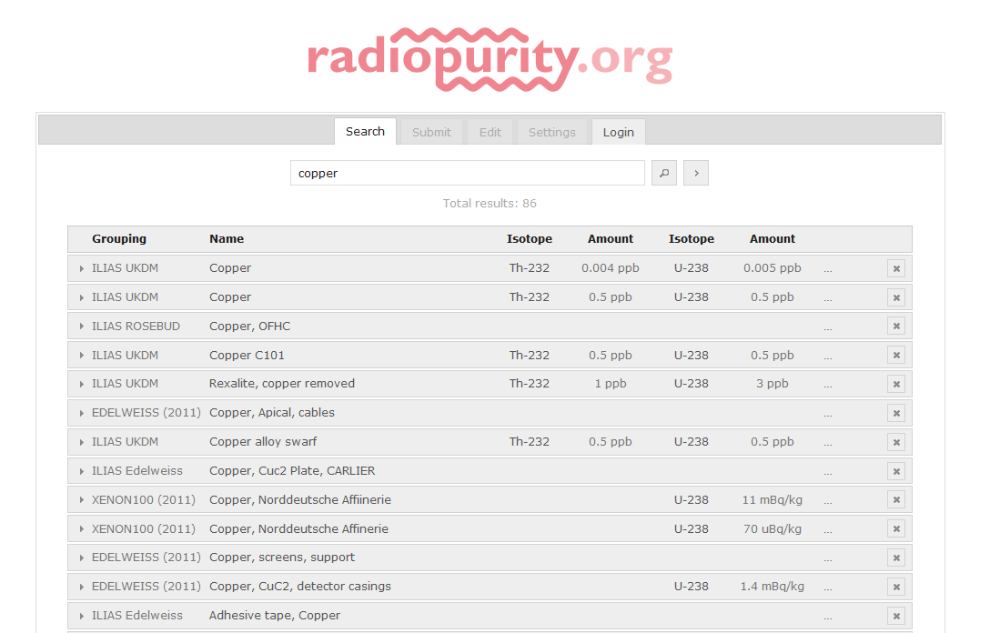 radiopurity.org
Search Submit Edit Settings Login
copper
Total results: 86
Grouping Name Isotope Amount Isotope Amount
ILIAS UKDM Copper Th-232 0.004 ppb U-238 0.005 ppb ...
ILIAS UKDM Copper Th-232 0.5 ppb U-238 0.5 ppb ...
ILIAS ROSEBUD Copper, OFHC ...
ILIAS UKDM Copper C101 Th-232 0.5 ppb U-238 0.5 ppb ...
ILIAS UKDM Rexalite, copper removed Th-232 1 ppb U-238 3 ppb ...
EDELWEISS (2011) Copper, Apical, cables ...
ILIAS UKDM Copper alloy swarf Th-232 0.5 ppb U-238 0.5 ppb ...
ILIAS Edelweiss Copper, Cuc2 Plate, CARLIER ...
XENON100 (2011) Copper, Norddeutsche Affiinerie U-238 11 mBq/kg ...
XENON100 (2011) Copper, Norddeutsche Affinerie U-238 70 uBq/kg ...
EDELWEISS (2011) Copper, screens, support ...
EDELWEISS (2011) Copper, CuC2, detector casings U-238 1.4 mBq/kg ...
ILIAS Edelweiss Adhesive tape, Copper ...